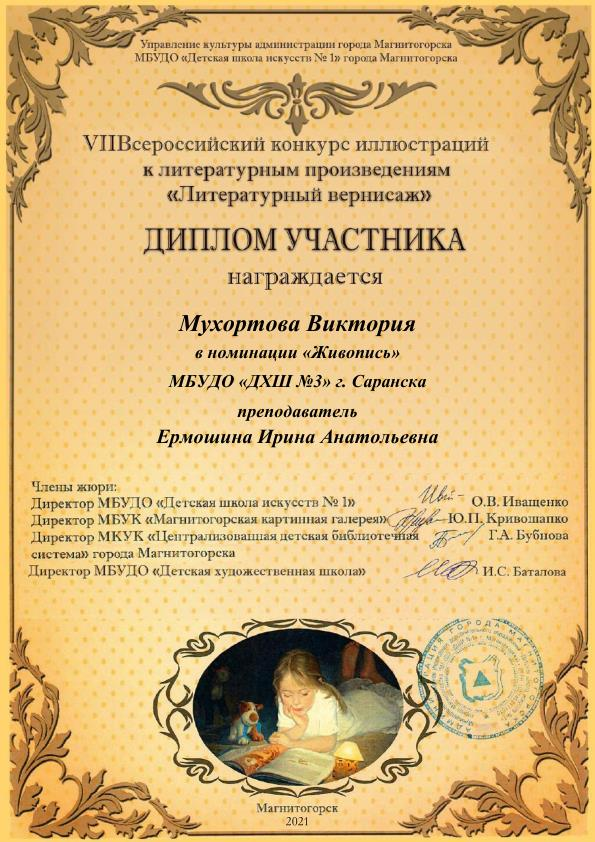 Управление культуры администрации города Магнитогорска
МБУДО «Детская школа искусств № 1» города Магнитогорска
VIIВсероссийский конкурс иллюстраций
к литературным произведениям
«Литературный вернисаж»
ДИПЛОМ УЧАСТНИКА
награждается
Мухортова Виктория
в номинации «Живопись»
МБУДО «ДХШ №3» г. Саранска
преподаватель
Ермошина Ирина Анатольевна
Члены жюри:
Директор МБУДО «Детская школа искусств № 1» О.В. Иващенко
Директор МБУК «Магнитогорская картинная галерея» Ю.П. Кривошапко
Директор МКУК «Централизованная детская библиотечная Г.А. Бубнова
система» города Магнитогорска
Директор МБУДО «Детская художественная школа» И.С. Баталова
Магнитогорск
2021